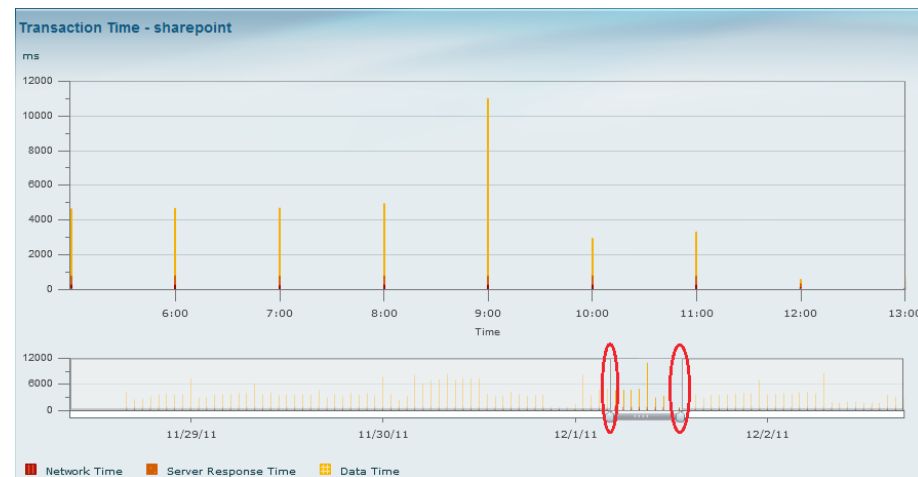 Transaction Time - sharepoint
ms
12000
10000
8000
6000
4000
2000
0
6:00 7:00 8:00 9:00 10:00 11:00 12:00 13:00
Time
12000
6000
0
11/29/11 11/30/11 12/1/11 12/2/11
Network Time Server Response Time Data Time